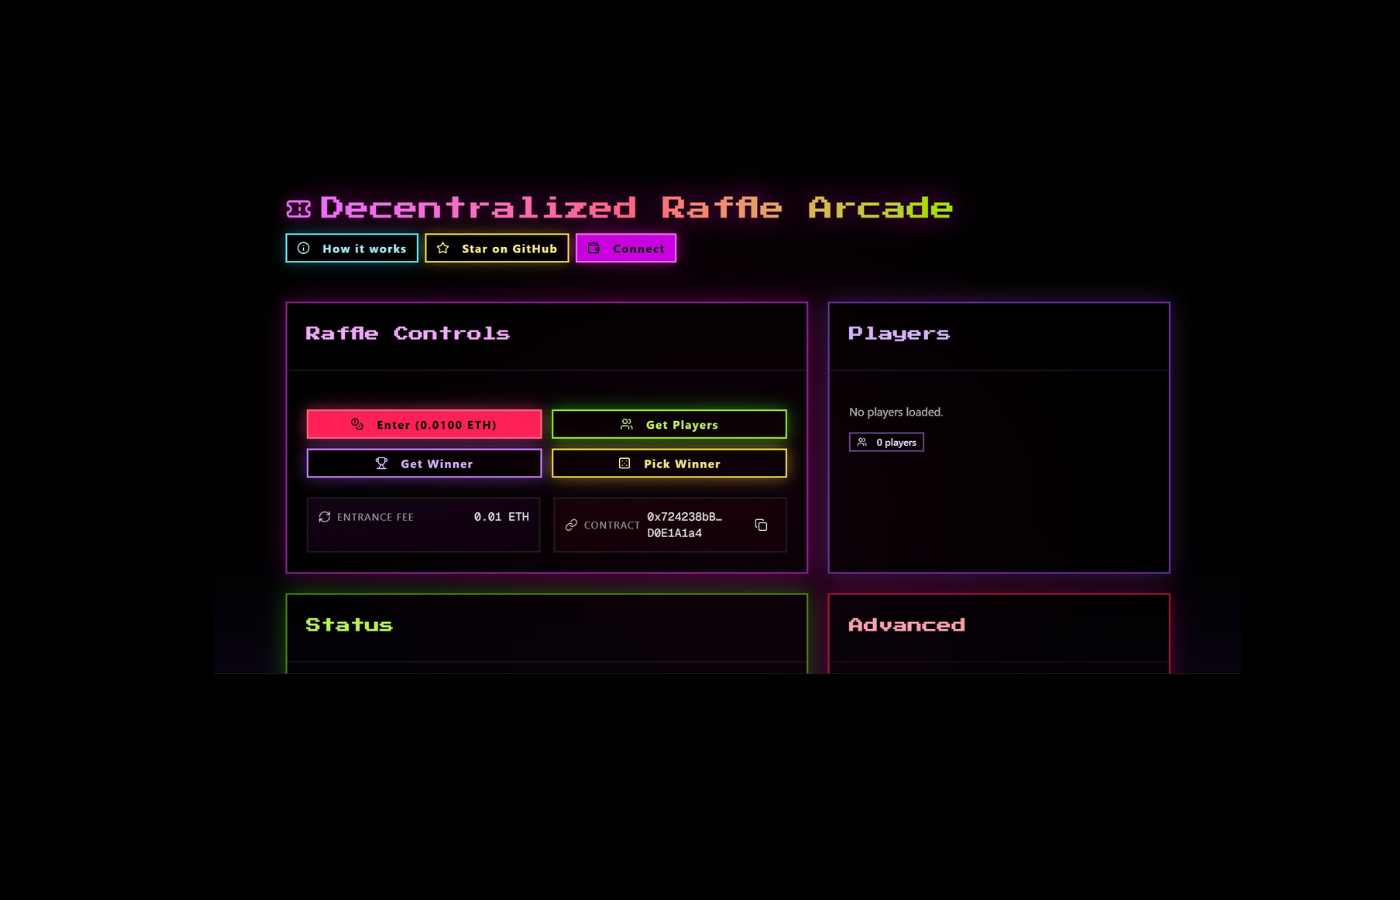 Decentralized Raffle Arcade
How it works
Star on GitHub
Connect
Raffle Controls
Enter (0.0100 ETH)
Get Players
Get Winner
Pick Winner
ENTRANCE FEE
0.01 ETH
CONTRACT
0x724238bB…
D0E1A1a4
Players
No players loaded.
0 players
Status
Advanced